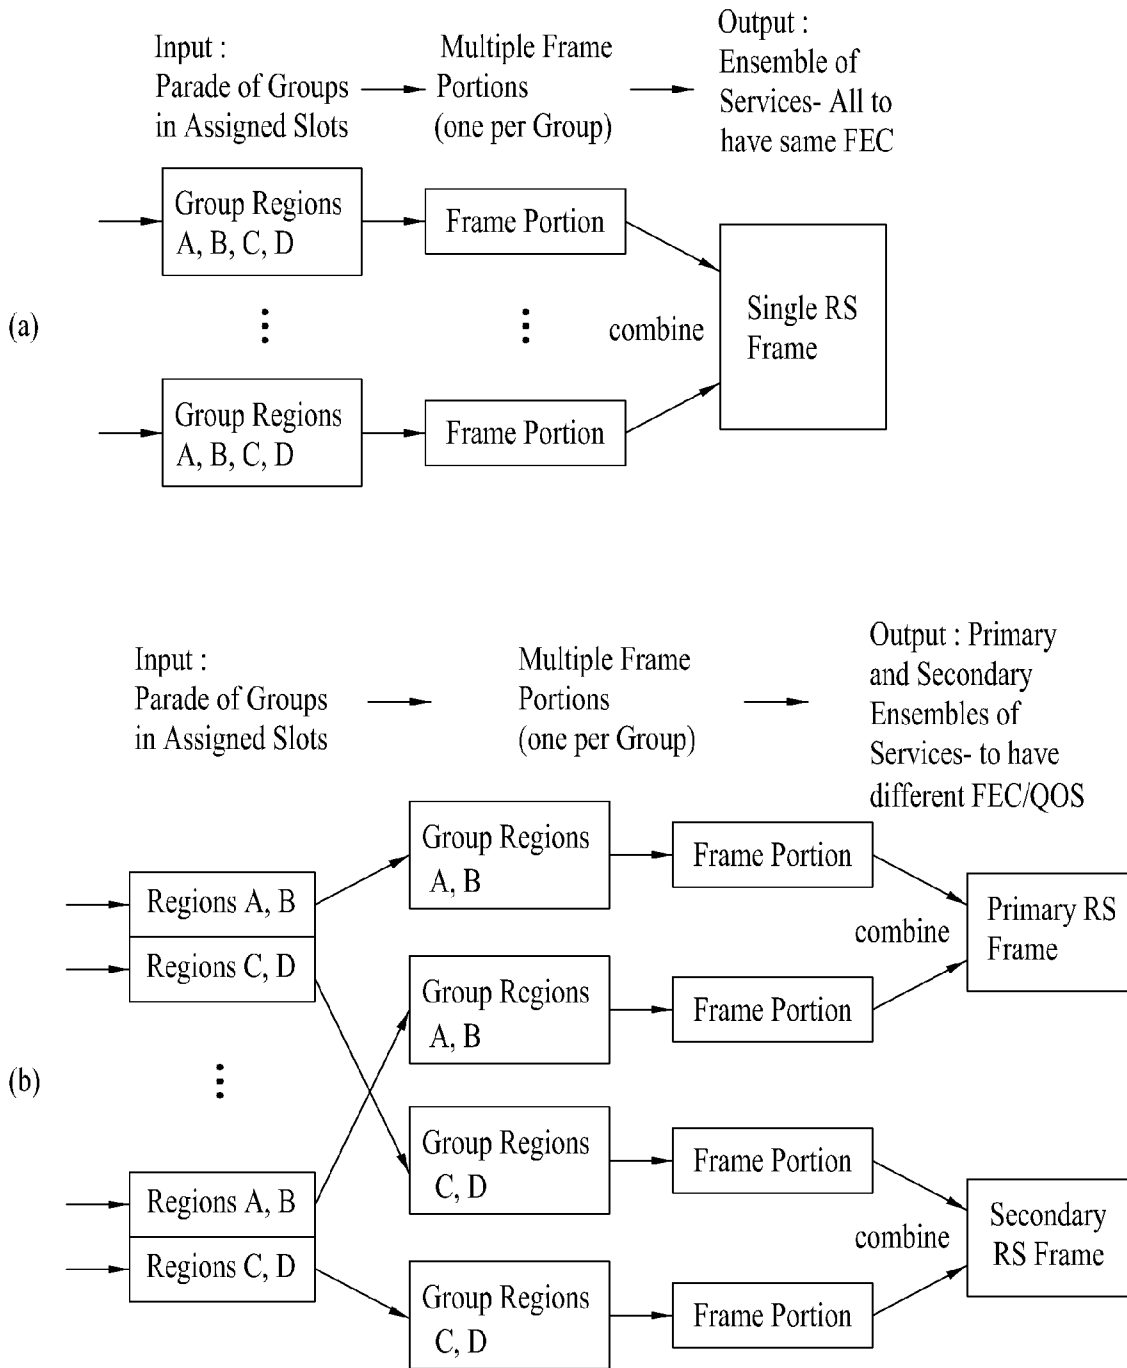 Input :
Parade of Groups
in Assigned Slots
Multiple Frame
Portions
(one per Group)
Output :
Ensemble of
Services- All to
have same FEC
(a)
Group Regions
A, B, C, D
Frame Portion
combine
Single RS
Frame
Group Regions
A, B, C, D
Frame Portion
Input :
Parade of Groups
in Assigned Slots
Multiple Frame
Portions
(one per Group)
Output : Primary
and Secondary
Ensembles of
Services- to have
different FEC/QOS
(b)
Regions A, B
Regions C, D
Regions A, B
Regions C, D
Group Regions
A, B
Frame Portion
Group Regions
A, B
Frame Portion
combine
Primary RS
Frame
Group Regions
C, D
Frame Portion
Group Regions
C, D
Frame Portion
combine
Secondary
RS Frame